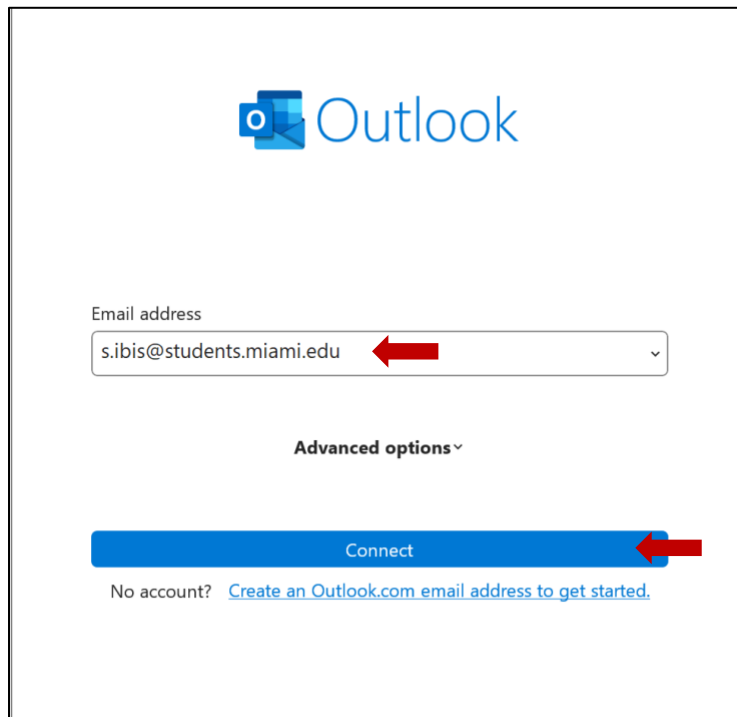 Outlook
Email address
s.ibis@students.miami.edu
Advanced options
Connect
No account? Create an Outlook.com email address to get started.